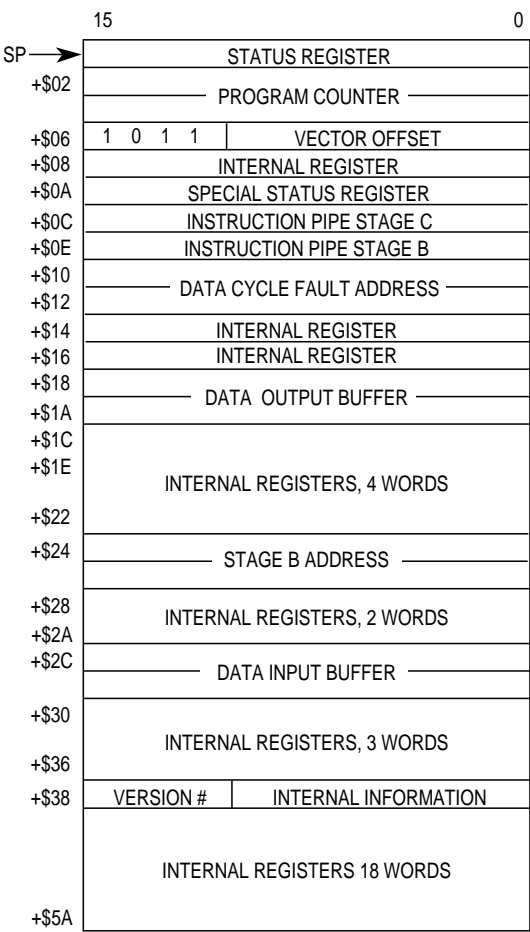 15 0
SP STATUS REGISTER
+$02 PROGRAM COUNTER
+$06 1 0 1 1 VECTOR OFFSET
+$08 INTERNAL REGISTER
+$0A SPECIAL STATUS REGISTER
+$0C INSTRUCTION PIPE STAGE C
+$0E INSTRUCTION PIPE STAGE B
+$10
DATA CYCLE FAULT ADDRESS
+$12
+$14 INTERNAL REGISTER
+$16 INTERNAL REGISTER
+$18
DATA OUTPUT BUFFER
+$1A
+$1C
+$1E
INTERNAL REGISTERS, 4 WORDS
+$22
+$24 STAGE B ADDRESS
+$28
INTERNAL REGISTERS, 2 WORDS
+$2A
+$2C DATA INPUT BUFFER
+$30
INTERNAL REGISTERS, 3 WORDS
+$36
+$38 VERSION # INTERNAL INFORMATION
INTERNAL REGISTERS 18 WORDS
+$5A